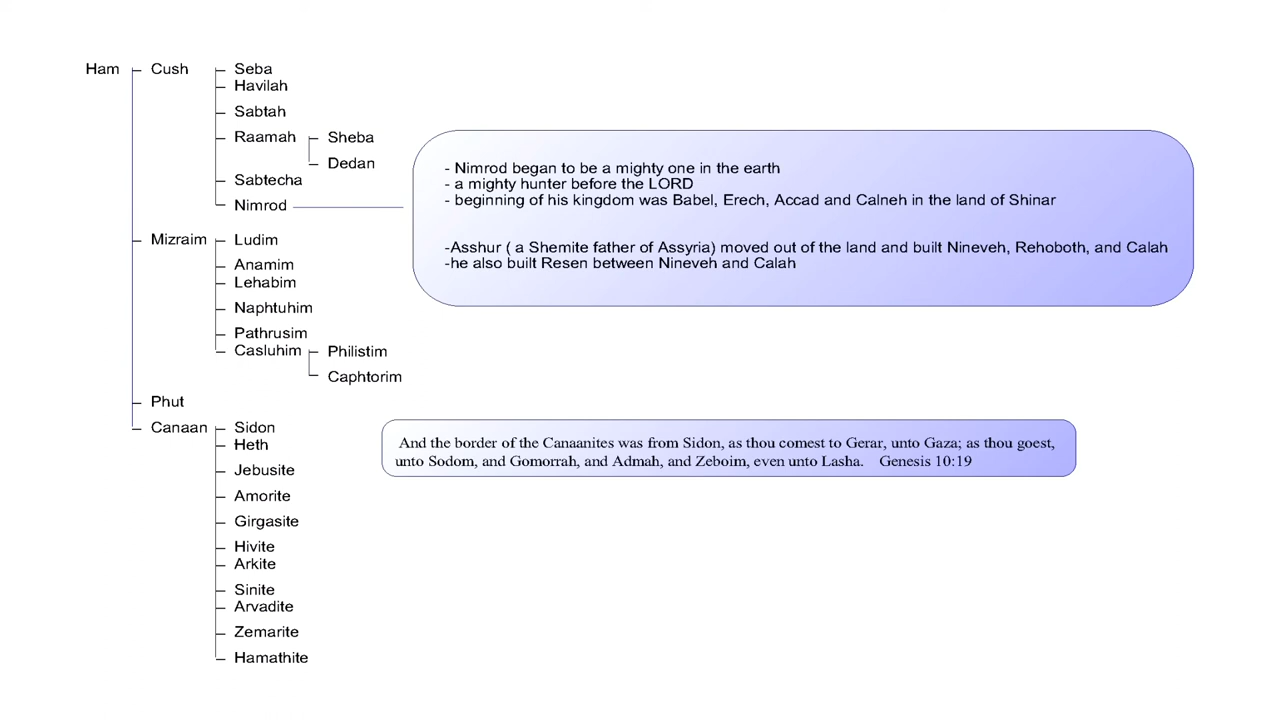 Ham Cush Seba
Havilah
Sabtah
Raamah Sheba
Dedan
Sabtecha
Nimrod
- Nimrod began to be a mighty one in the earth
- a mighty hunter before the LORD
- beginning of his kingdom was Babel, Erech, Accad and Calneh in the land of Shinar
-Asshur ( a Shemite father of Assyria) moved out of the land and built Nineveh, Rehoboth, and Calah
-he also built Resen between Nineveh and Calah
Mizraim Ludim
Anamim
Lehabim
Naphtuhim
Pathrusim
Casluhim Philistim
Caphtorim
Phut
Canaan Sidon
Heth
Jebusite
Amorite
Girgasite
Hivite
Arkite
Sinite
Arvadite
Zemarite
Hamathite
And the border of the Canaanites was from Sidon, as thou comest to Gerar, unto Gaza; as thou goest,
unto Sodom, and Gomorrah, and Admah, and Zeboim, even unto Lasha. Genesis 10:19